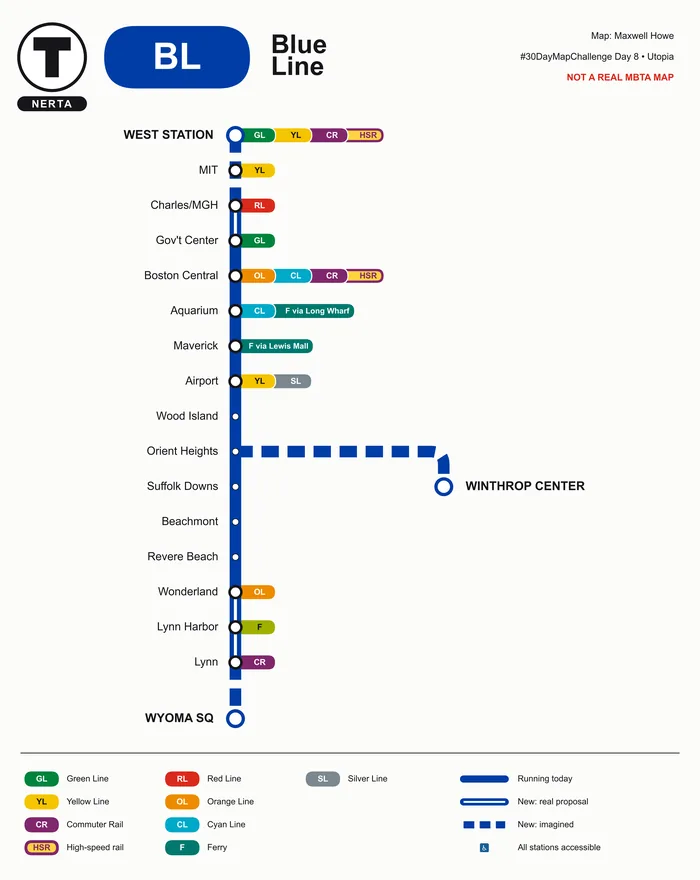 T
NERTA
BL
Blue
Line
Map: Maxwell Howe
#30DayMapChallenge Day 8 • Utopia
NOT A REAL MBTA MAP
WEST STATION GL YL CR HSR
MIT YL
Charles/MGH RL
Gov't Center GL
Boston Central OL CL CR HSR
Aquarium CL F via Long Wharf
Maverick F via Lewis Mall
Airport YL SL
Wood Island
Orient Heights
Suffolk Downs WINTHROP CENTER
Beachmont
Revere Beach
Wonderland OL
Lynn Harbor F
Lynn CR
WYOMA SQ
GL Green Line RL Red Line SL Silver Line Running today
YL Yellow Line OL Orange Line New: real proposal
CR Commuter Rail CL Cyan Line New: imagined
HSR High-speed rail F Ferry All stations accessible